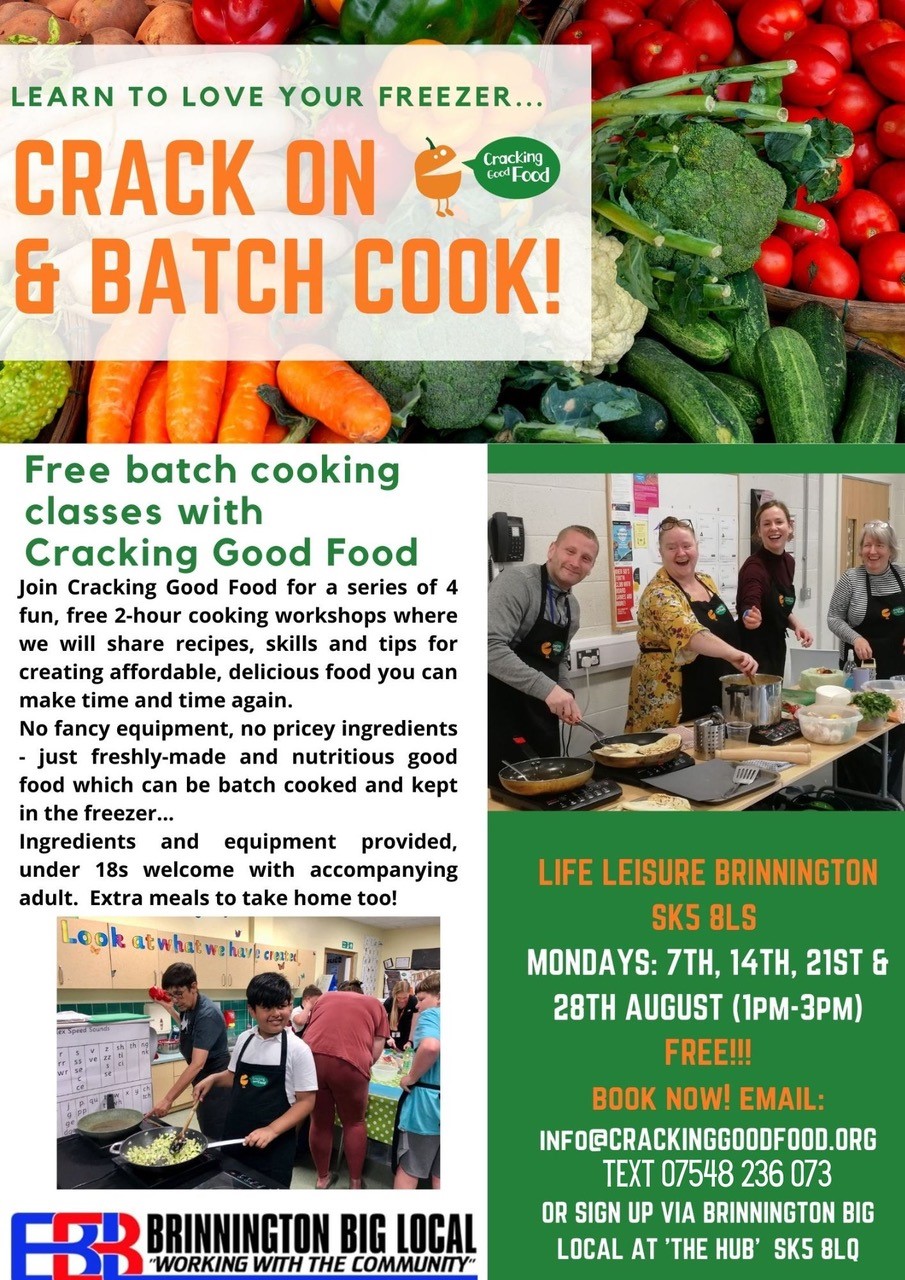 LEARN TO LOVE YOUR FREEZER...
CRACK ON
Cracking
Good Food
& BATCH COOK!
Free batch cooking
classes with
Cracking Good Food
Join Cracking Good Food for a series of 4
fun, free 2-hour cooking workshops where
we will share recipes, skills and tips for
creating affordable, delicious food you can
make time and time again.
No fancy equipment, no pricey ingredients
- just freshly-made and nutritious good
food which can be batch cooked and kept
in the freezer...
Ingredients and equipment provided,
under 18s welcome with accompanying
adult. Extra meals to take home too!
Look at what we have created
Speed Sounds
BBB BRINNINGTON BIG LOCAL
"WORKING WITH THE COMMUNITY"
LIFE LEISURE BRINNINGTON
SK5 8LS
MONDAYS: 7TH, 14TH, 21ST &
28TH AUGUST (1PM-3PM)
FREE!!!
BOOK NOW! EMAIL:
INFO@CRACKINGGOODFOOD.ORG
TEXT 07548 236 073
OR SIGN UP VIA BRINNINGTON BIG
LOCAL AT 'THE HUB' SK5 8LQ